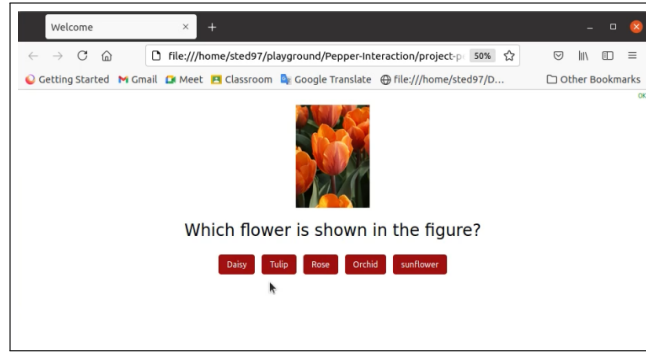 Welcome × +
file:///home/sted97/playground/Pepper-Interaction/project-p 50%
Getting Started Gmail Meet Classroom Google Translate file:///home/sted97/D... Other Bookmarks
OK
Which flower is shown in the figure?
Daisy Tulip Rose Orchid sunflower